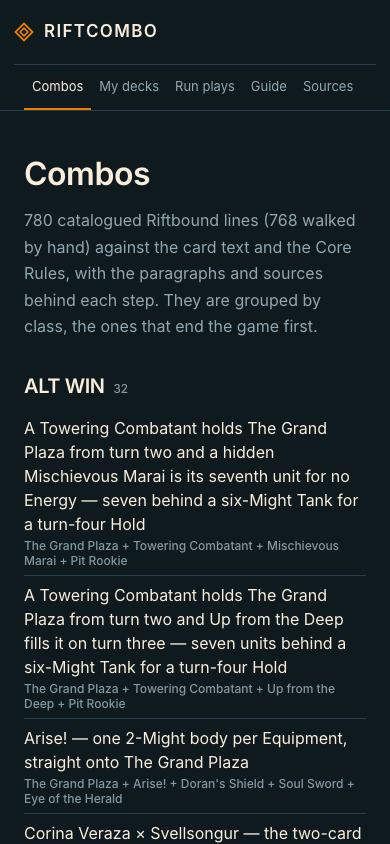 RIFTCOMBO
Combos My decks Run plays Guide Sources
Combos
780 catalogued Riftbound lines (768 walked
by hand) against the card text and the Core
Rules, with the paragraphs and sources
behind each step. They are grouped by
class, the ones that end the game first.
ALT WIN 32
A Towering Combatant holds The Grand
Plaza from turn two and a hidden
Mischievous Marai is its seventh unit for no
Energy — seven behind a six-Might Tank for
a turn-four Hold
The Grand Plaza + Towering Combatant + Mischievous
Marai + Pit Rookie
A Towering Combatant holds The Grand
Plaza from turn two and Up from the Deep
fills it on turn three — seven units behind a
six-Might Tank for a turn-four Hold
The Grand Plaza + Towering Combatant + Up from the
Deep + Pit Rookie
Arise! — one 2-Might body per Equipment,
straight onto The Grand Plaza
The Grand Plaza + Arise! + Doran's Shield + Soul Sword +
Eye of the Herald
Corina Veraza × Svellsongur — the two-card